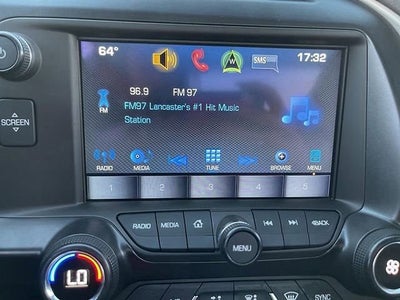 64° SMS 17:32
W
96.9 FM 97
FM97 Lancaster's #1 Hit Music
Station
FM
RADIO MEDIA TUNE BROWSE MENU
SCREEN
1 2 3 4 5
RADIO MEDIA BACK
MENU
LO
SYNC